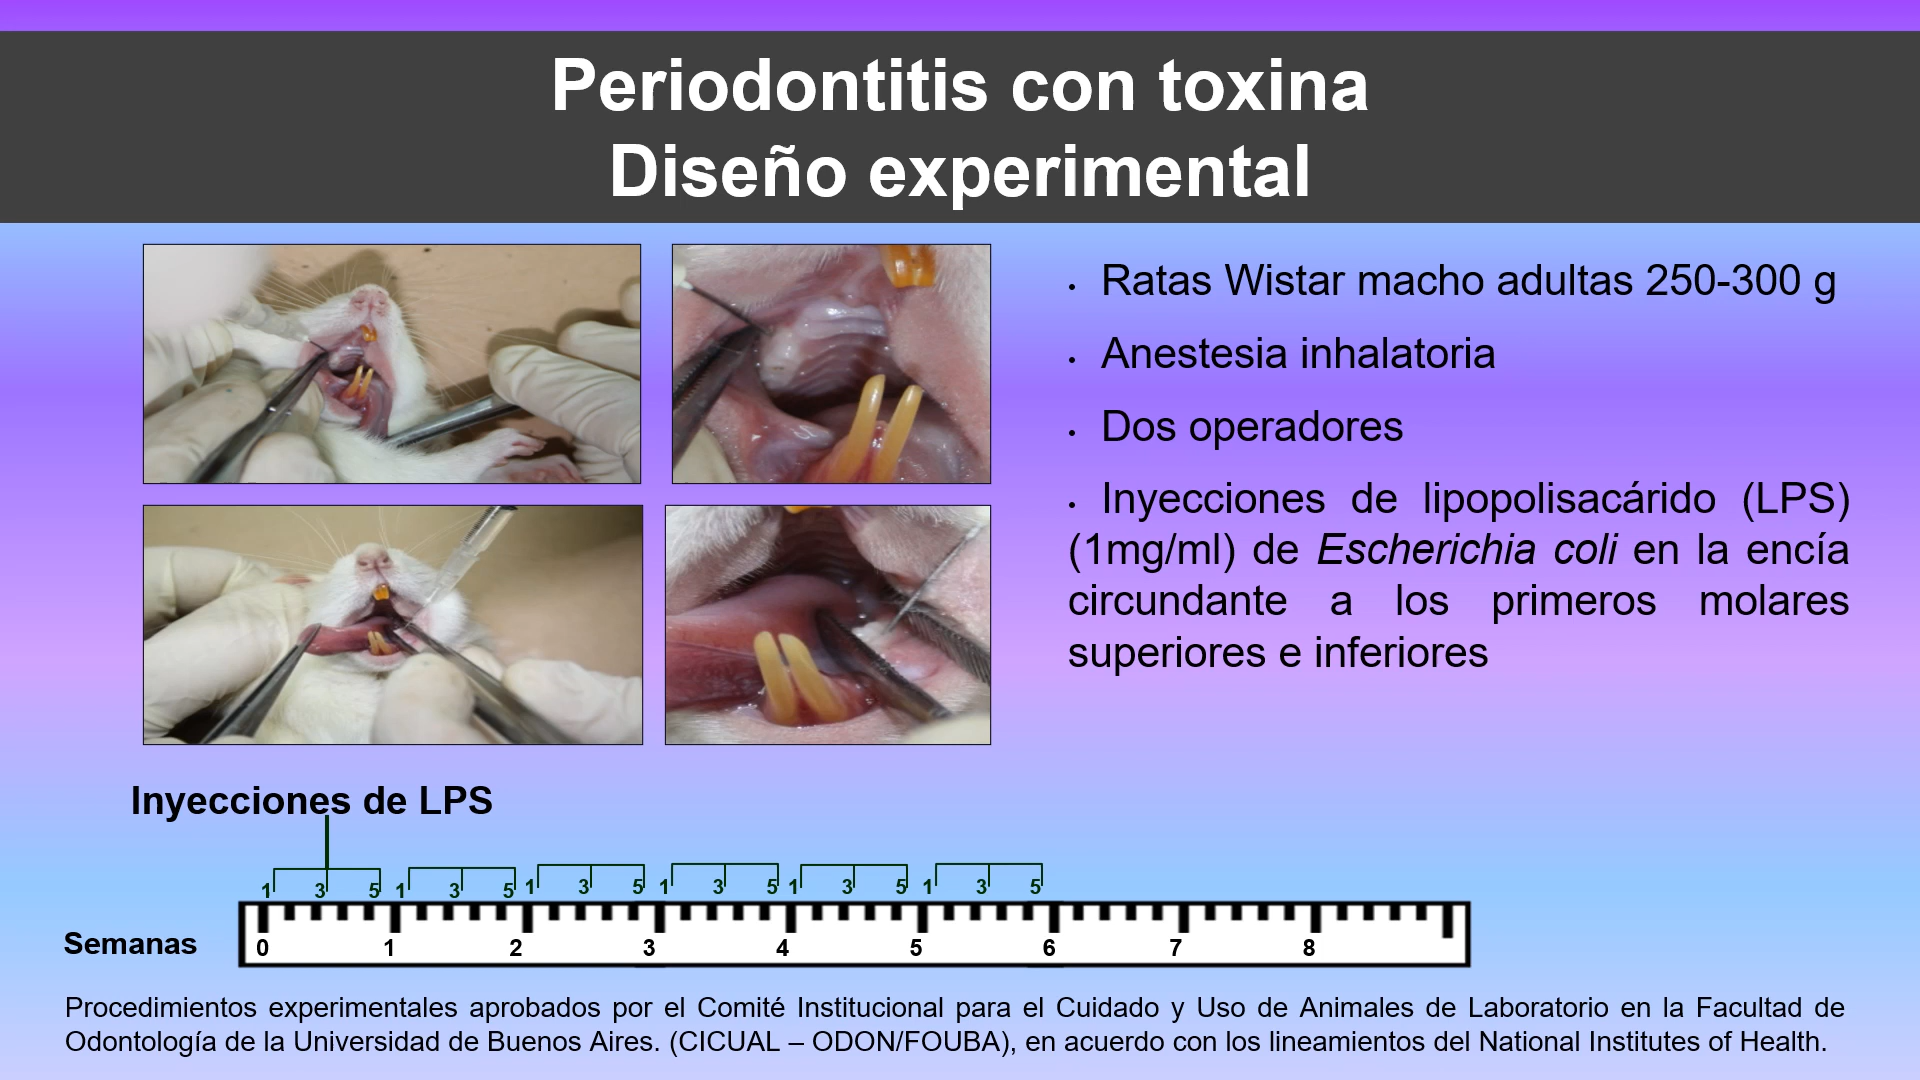 Periodontitis con toxina
Diseño experimental
• Ratas Wistar macho adultas 250-300 g
• Anestesia inhalatoria
• Dos operadores
• Inyecciones de lipopolisacárido (LPS)
(1mg/ml) de Escherichia coli en la encía
circundante a los primeros molares
superiores e inferiores
Inyecciones de LPS
1 3 5 1 3 5 1 3 5 1 3 5 1 3 5 1 3 5
Semanas
0 1 2 3 4 5 6 7 8
Procedimientos experimentales aprobados por el Comité Institucional para el Cuidado y Uso de Animales de Laboratorio en la Facultad de
Odontología de la Universidad de Buenos Aires. (CICUAL – ODON/FOUBA), en acuerdo con los lineamientos del National Institutes of Health.